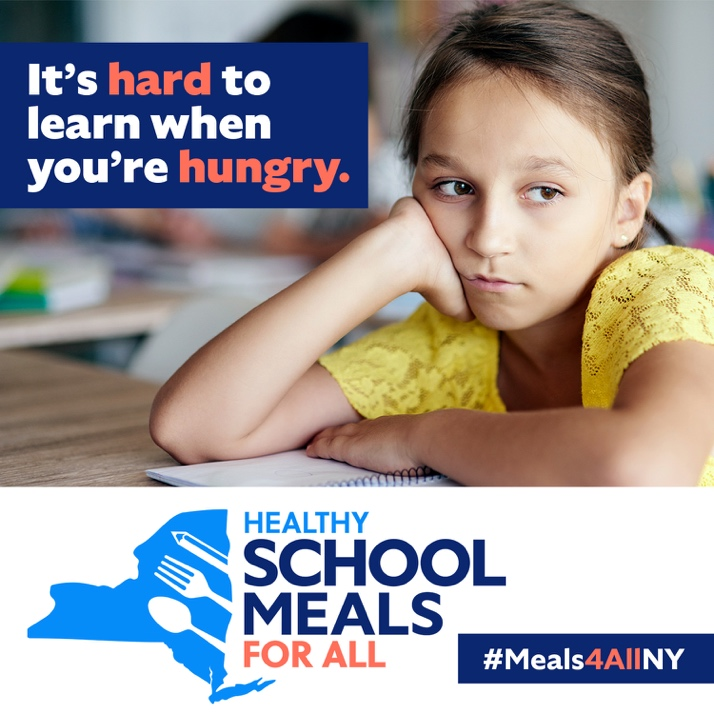 It's hard to
learn when
you're hungry.
HEALTHY
SCHOOL
MEALS
FOR ALL
#Meals4AllNY